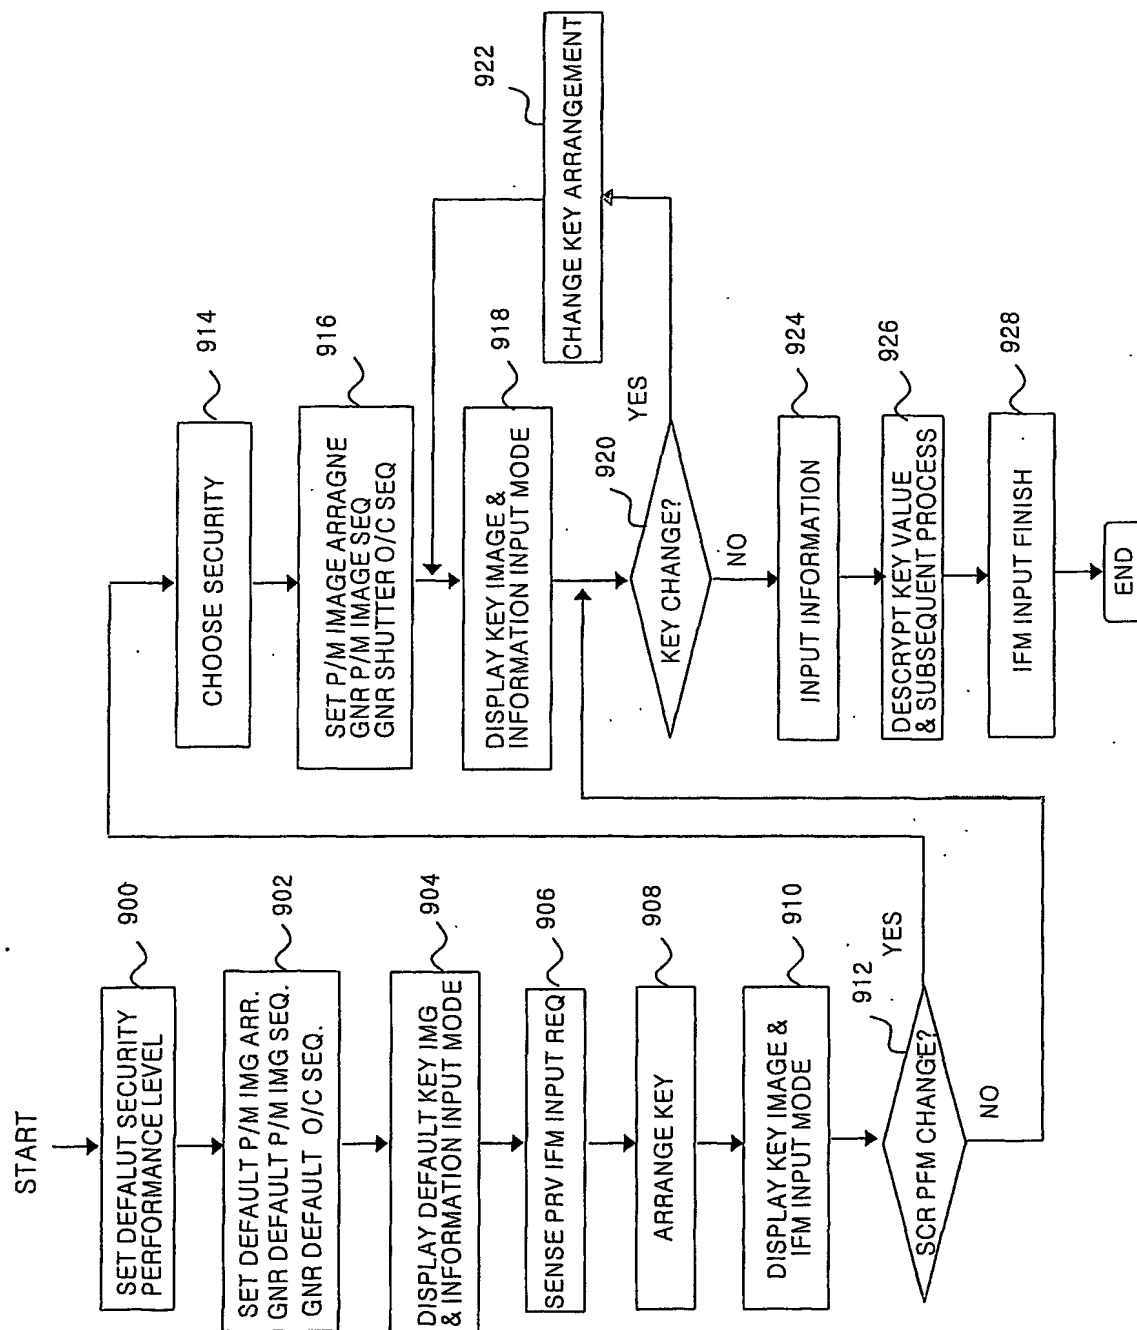 START
SET DEFALUT SECURITY
PERFORMANCE LEVEL
900
SET DEFAULT P/M IMG ARR.
GNR DEFAULT P/M IMG SEQ.
GNR DEFAULT O/C SEQ.
902
DISPLAY DEFAULT KEY IMG
& INFORMATION INPUT MODE
904
SENSE PRV IFM INPUT REQ
906
ARRANGE KEY
908
DISPLAY KEY IMAGE &
IFM INPUT MODE
910
SCR PFM CHANGE?
912
YES
NO
CHOOSE SECURITY
914
SET P/M IMAGE ARRAGNE
GNR P/M IMAGE SEQ
GNR SHUTTER O/C SEQ
916
DISPLAY KEY IMAGE &
INFORMATION INPUT MODE
918
KEY CHANGE?
920
YES
NO
CHANGE KEY ARRANGEMENT
922
INPUT INFORMATION
924
DESCRYPT KEY VALUE
& SUBSEQUENT PROCESS
926
IFM INPUT FINISH
928
END